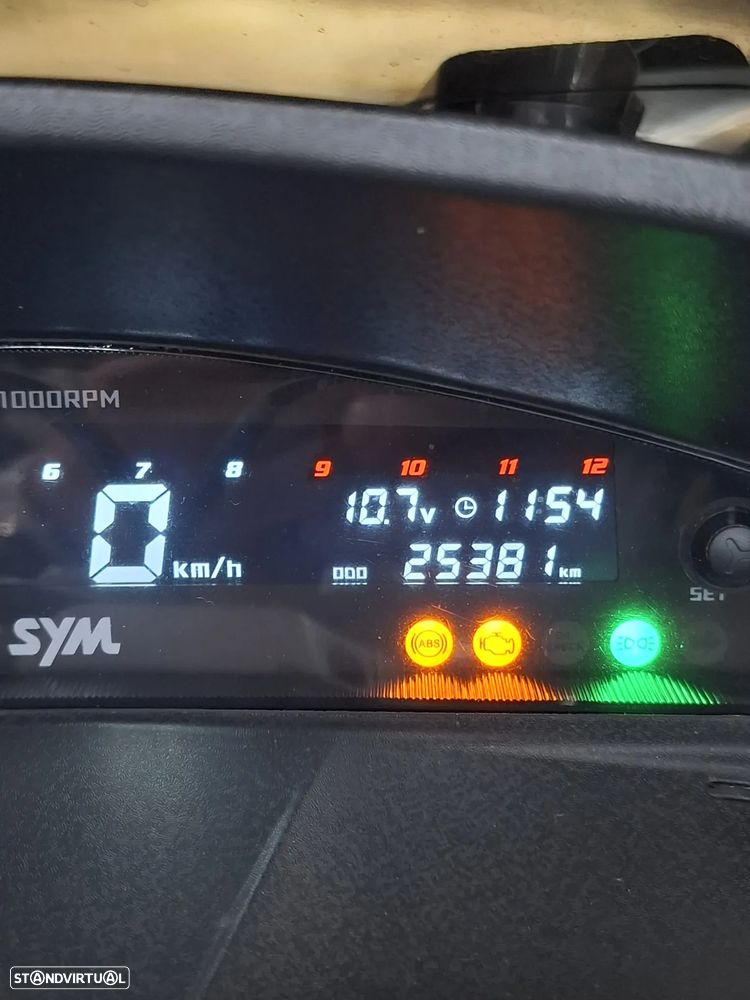 1000RPM
6 7 8 9 10 11 12
10.7v 11:54
0 km/h
ODO 25381 km
SET
SYM
ABS
STANDVIRTUAL